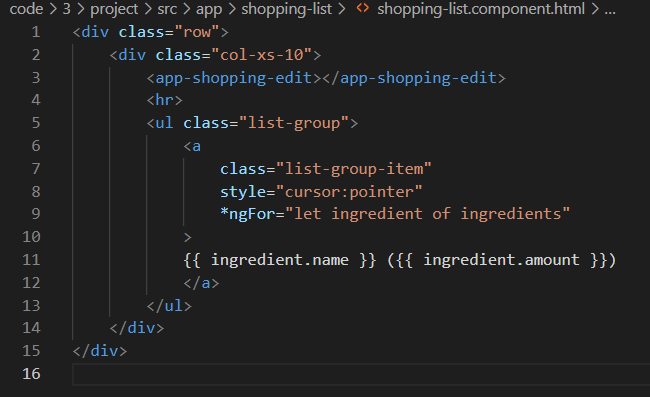 code > 3 > project > src > app > shopping-list > <> shopping-list.component.html > ...
1 <div class="row">
2     <div class="col-xs-10">
3         <app-shopping-edit></app-shopping-edit>
4         <hr>
5         <ul class="list-group">
6             <a
7                 class="list-group-item"
8                 style="cursor:pointer"
9                 *ngFor="let ingredient of ingredients"
10             >
11             {{ ingredient.name }} ({{ ingredient.amount }})
12             </a>
13         </ul>
14     </div>
15 </div>
16